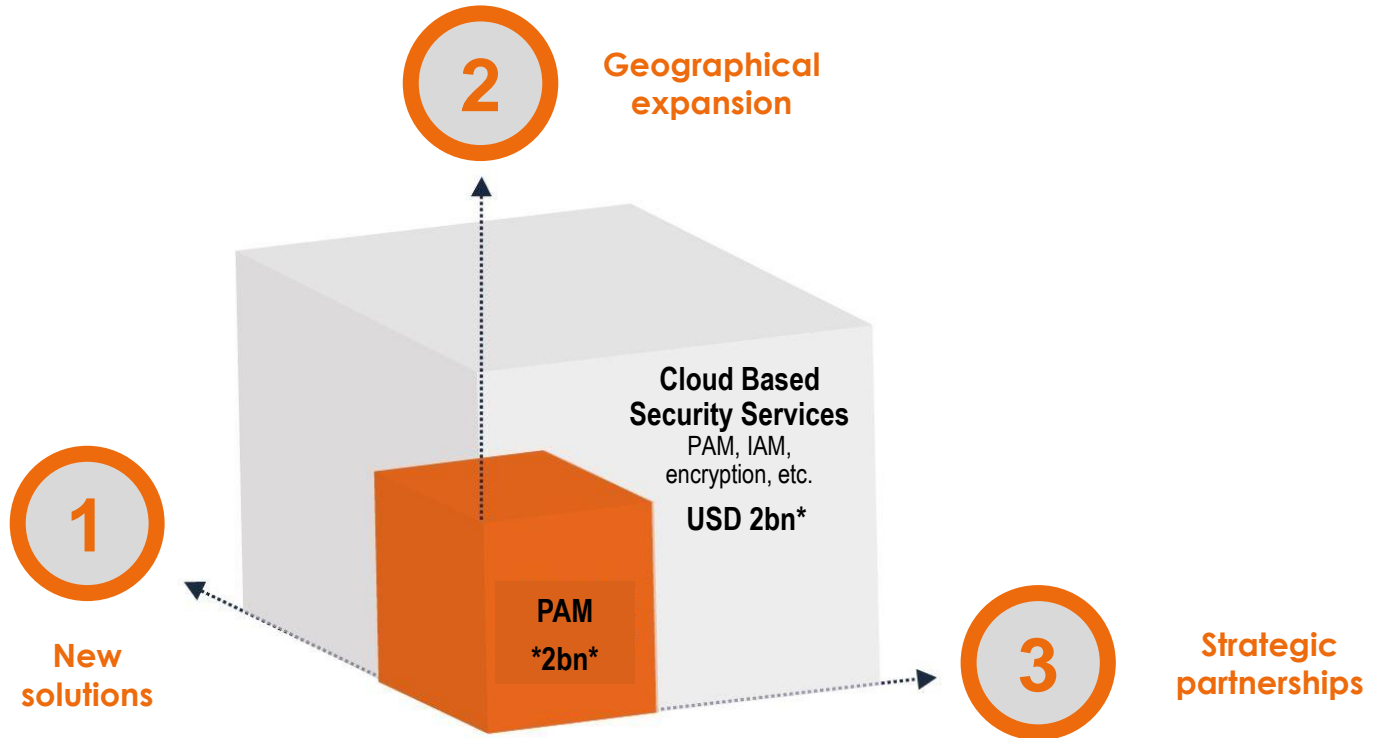 2
Geographical
expansion
Cloud Based
Security Services
PAM, IAM,
encryption, etc.
USD 2bn*
1
New
solutions
PAM
*2bn*
3
Strategic
partnerships